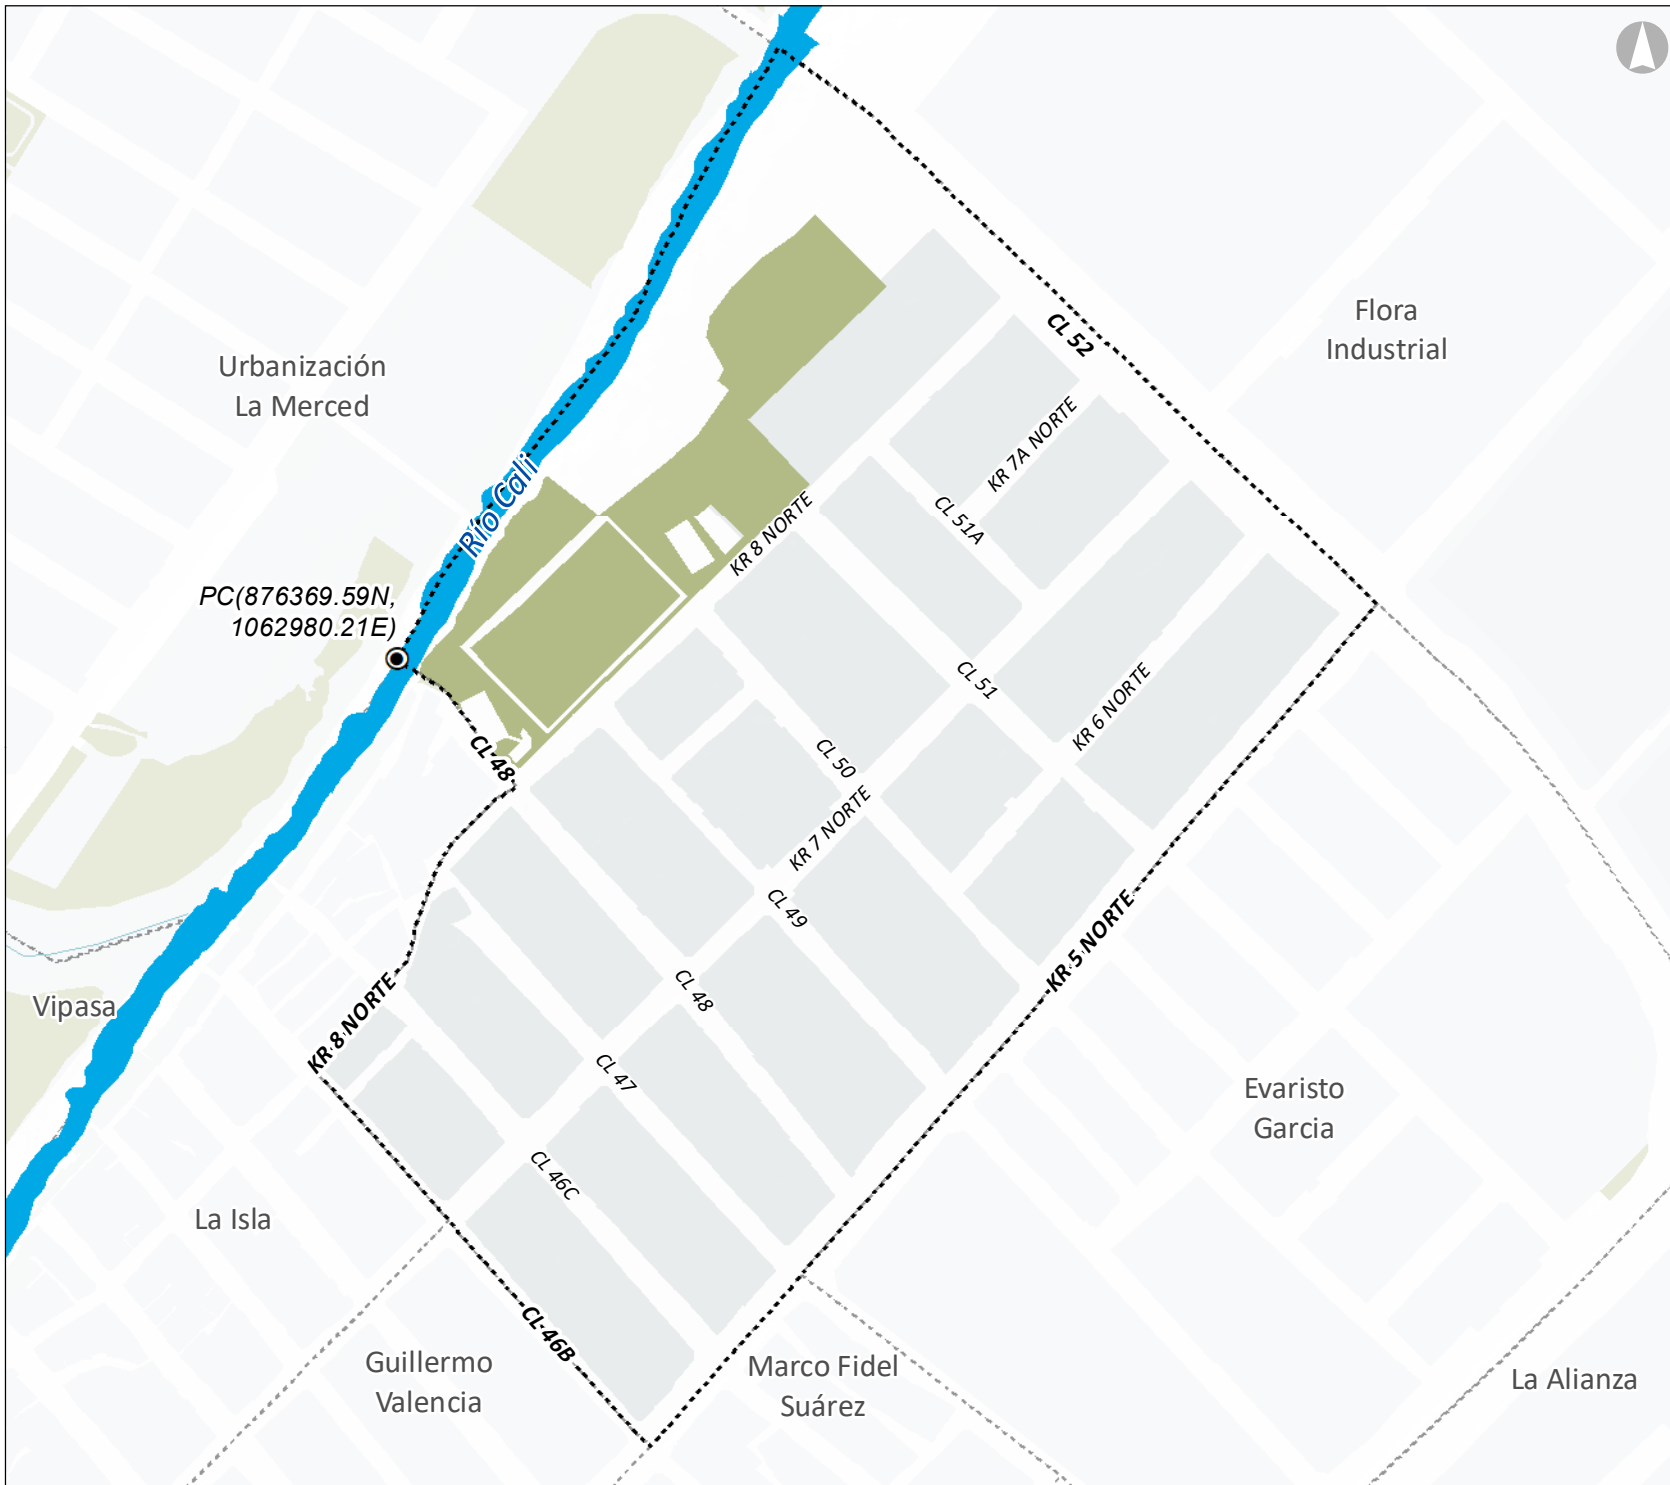 Flora
Industrial
CL 52
Urbanización
La Merced
KR 7A NORTE
Río Cali
CL 51A
KR 8 NORTE
PC(876369.59N,
1062980.21E)
CL 51
KR 6 NORTE
CL 48
CL 50
KR 7 NORTE
CL 49
KR 5 NORTE
CL 48
Vipasa
KR 8 NORTE
CL 47
Evaristo
Garcia
CL 46C
La Isla
CL 46B
Guillermo
Valencia
Marco Fidel
Suárez
La Alianza